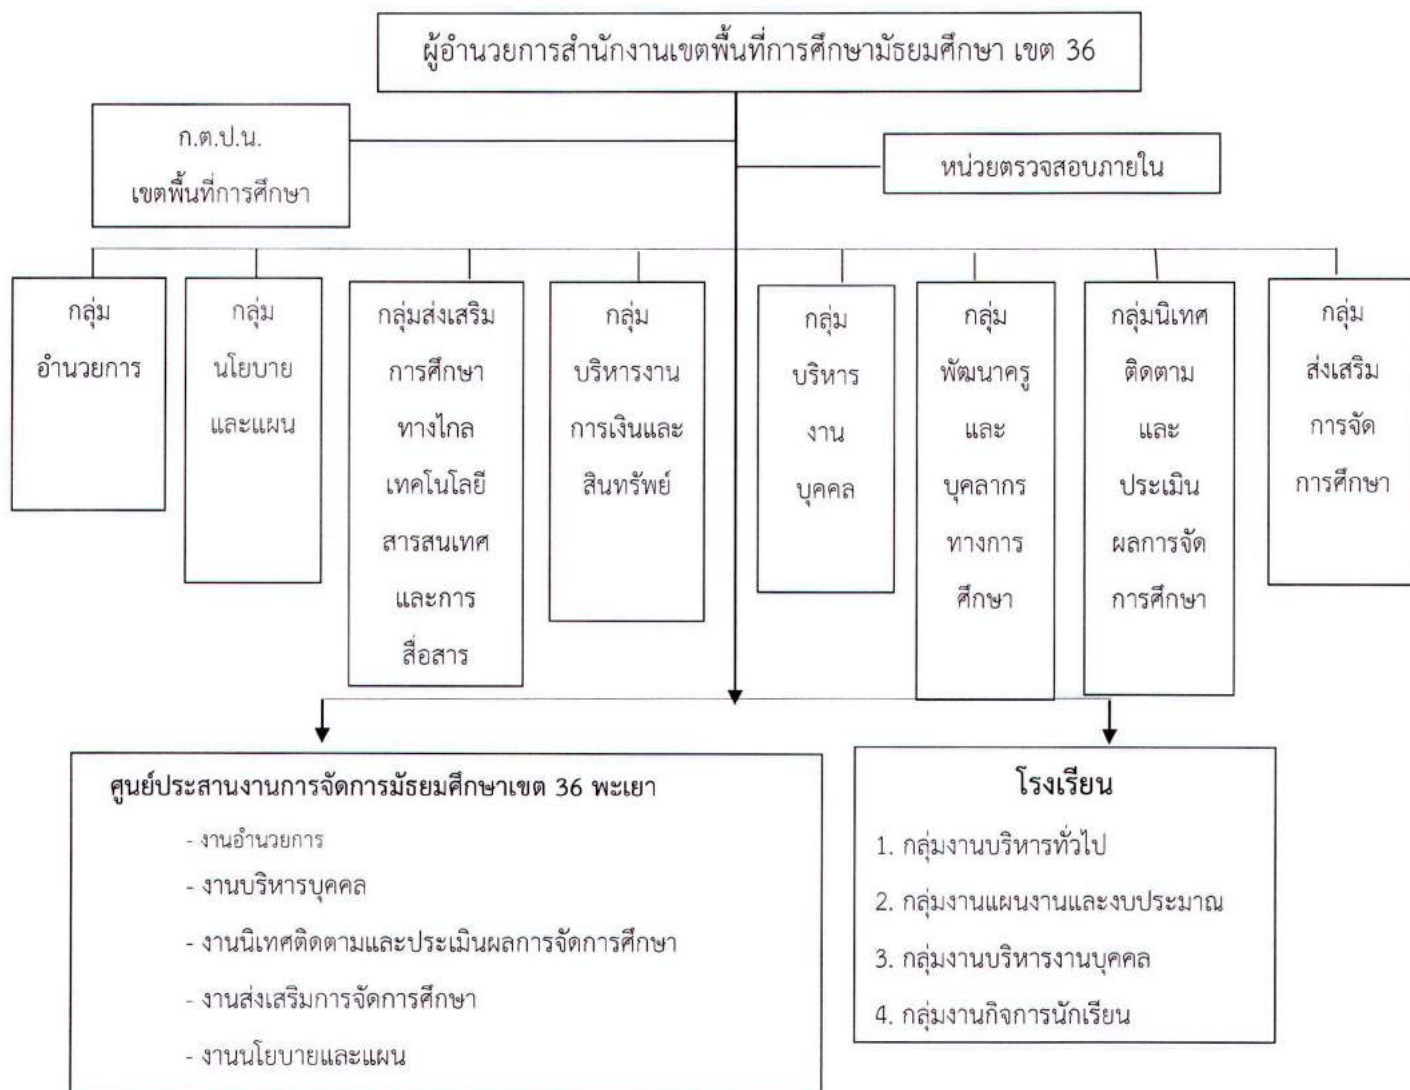 ผู้อำนวยการสำนักงานเขตพื้นที่การศึกษามัธยมศึกษา เขต 36
ก.ต.ป.น.
เขตพื้นที่การศึกษา
หน่วยตรวจสอบภายใน
กลุ่ม
อำนวยการ
กลุ่ม
นโยบาย
และแผน
กลุ่มส่งเสริม
การศึกษา
ทางไกล
เทคโนโลยี
สารสนเทศ
และการ
สื่อสาร
กลุ่ม
บริหารงาน
การเงินและ
สินทรัพย์
กลุ่ม
บริหาร
งาน
บุคคล
กลุ่ม
พัฒนาครู
และ
บุคลากร
ทางการ
ศึกษา
กลุ่มนิเทศ
ติดตาม
และ
ประเมิน
ผลการจัด
การศึกษา
กลุ่ม
ส่งเสริม
การจัด
การศึกษา
ศูนย์ประสานงานการจัดการมัธยมศึกษาเขต 36 พะเยา
- งานอำนวยการ
- งานบริหารบุคคล
- งานนิเทศติดตามและประเมินผลการจัดการศึกษา
- งานส่งเสริมการจัดการศึกษา
- งานนโยบายและแผน
โรงเรียน
1. กลุ่มงานบริหารทั่วไป
2. กลุ่มงานแผนงานและงบประมาณ
3. กลุ่มงานบริหารงานบุคคล
4. กลุ่มงานกิจการนักเรียน